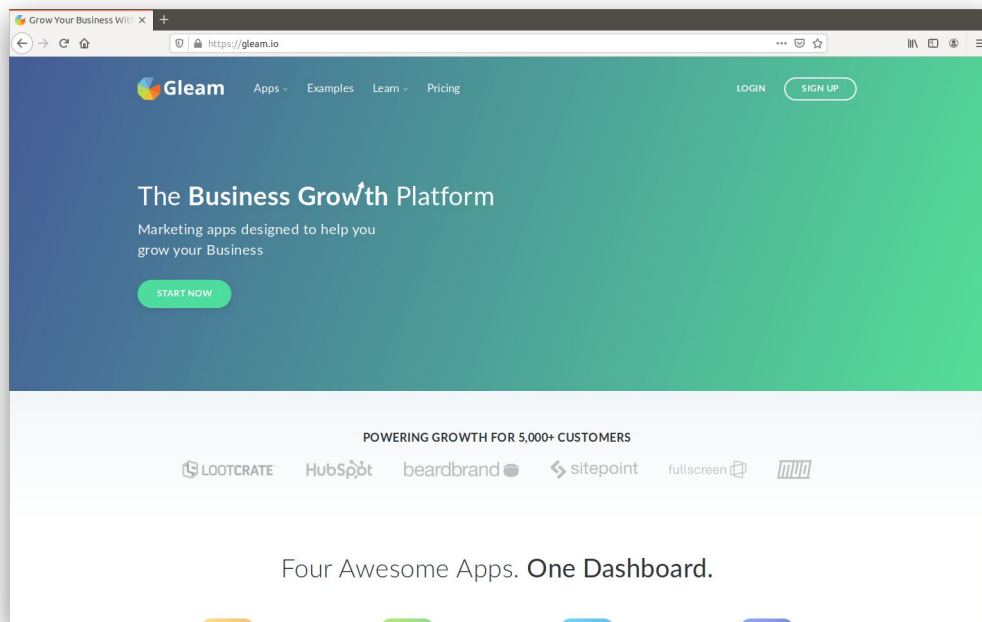 Grow Your Business With
https://gleam.io
Gleam
Apps
Examples
Learn
Pricing
LOGIN
SIGN UP
The Business Growth Platform
Marketing apps designed to help you
grow your Business
START NOW
POWERING GROWTH FOR 5,000+ CUSTOMERS
LOOTCRATE
HubSpot
beardbrand
sitepoint
fullscreen
Four Awesome Apps. One Dashboard.